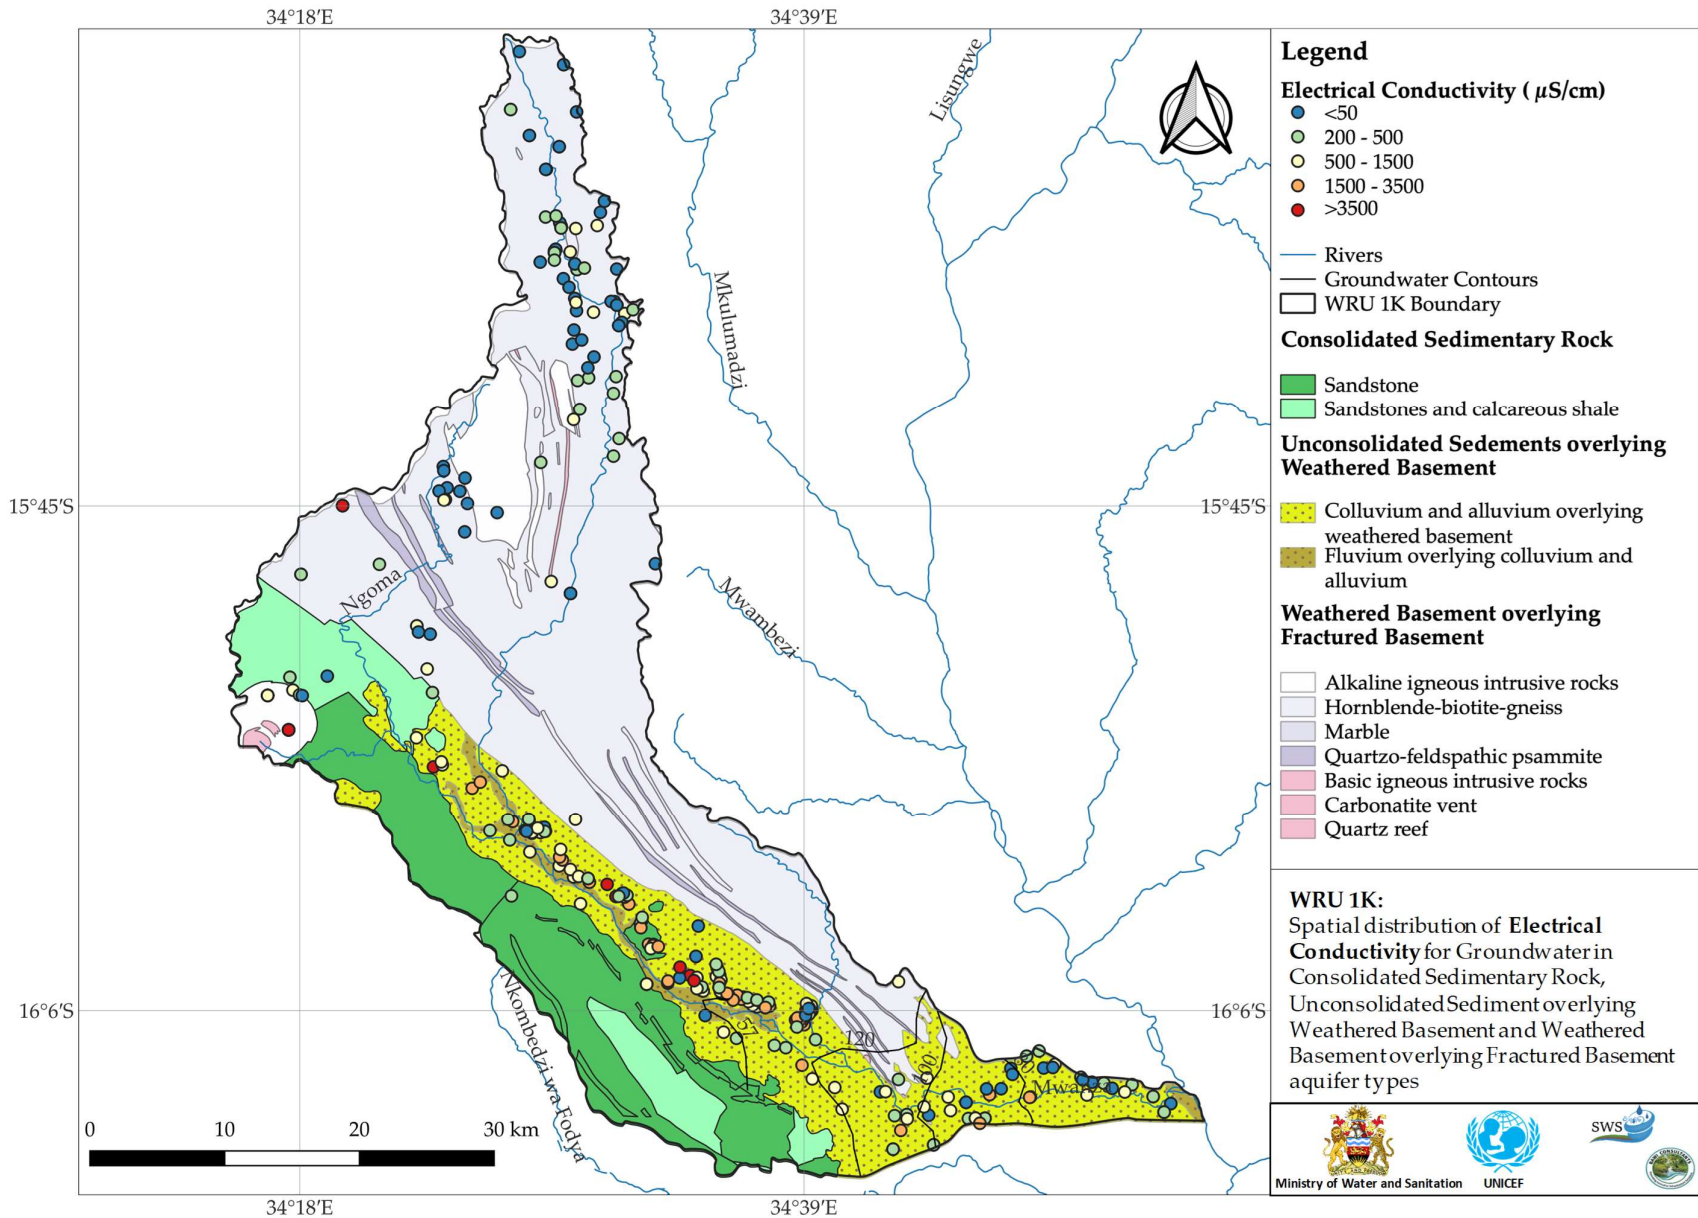 34°18'E
34°39'E
Lisungwe
Mkulumadzi
15°45'S
15°45'S
Ngoma
Mwambezi
16°6'S
16°6'S
120
100
Mwanza
Nkombedzi wa Fodya
0 10 20 30 km
34°18'E
34°39'E
Legend
Electrical Conductivity ( µS/cm)
<50
200 - 500
500 - 1500
1500 - 3500
>3500
Rivers
Groundwater Contours
WRU 1K Boundary
Consolidated Sedimentary Rock
Sandstone
Sandstones and calcareous shale
Unconsolidated Sedements overlying
Weathered Basement
Colluvium and alluvium overlying
weathered basement
Fluvium overlying colluvium and
alluvium
Weathered Basement overlying
Fractured Basement
Alkaline igneous intrusive rocks
Hornblende-biotite-gneiss
Marble
Quartzo-feldspathic psammite
Basic igneous intrusive rocks
Carbonatite vent
Quartz reef
WRU 1K:
Spatial distribution of Electrical
Conductivity for Groundwater in
Consolidated Sedimentary Rock,
Unconsolidated Sediment overlying
Weathered Basement and Weathered
Basement overlying Fractured Basement
aquifer types
Ministry of Water and Sanitation
UNICEF
SWS